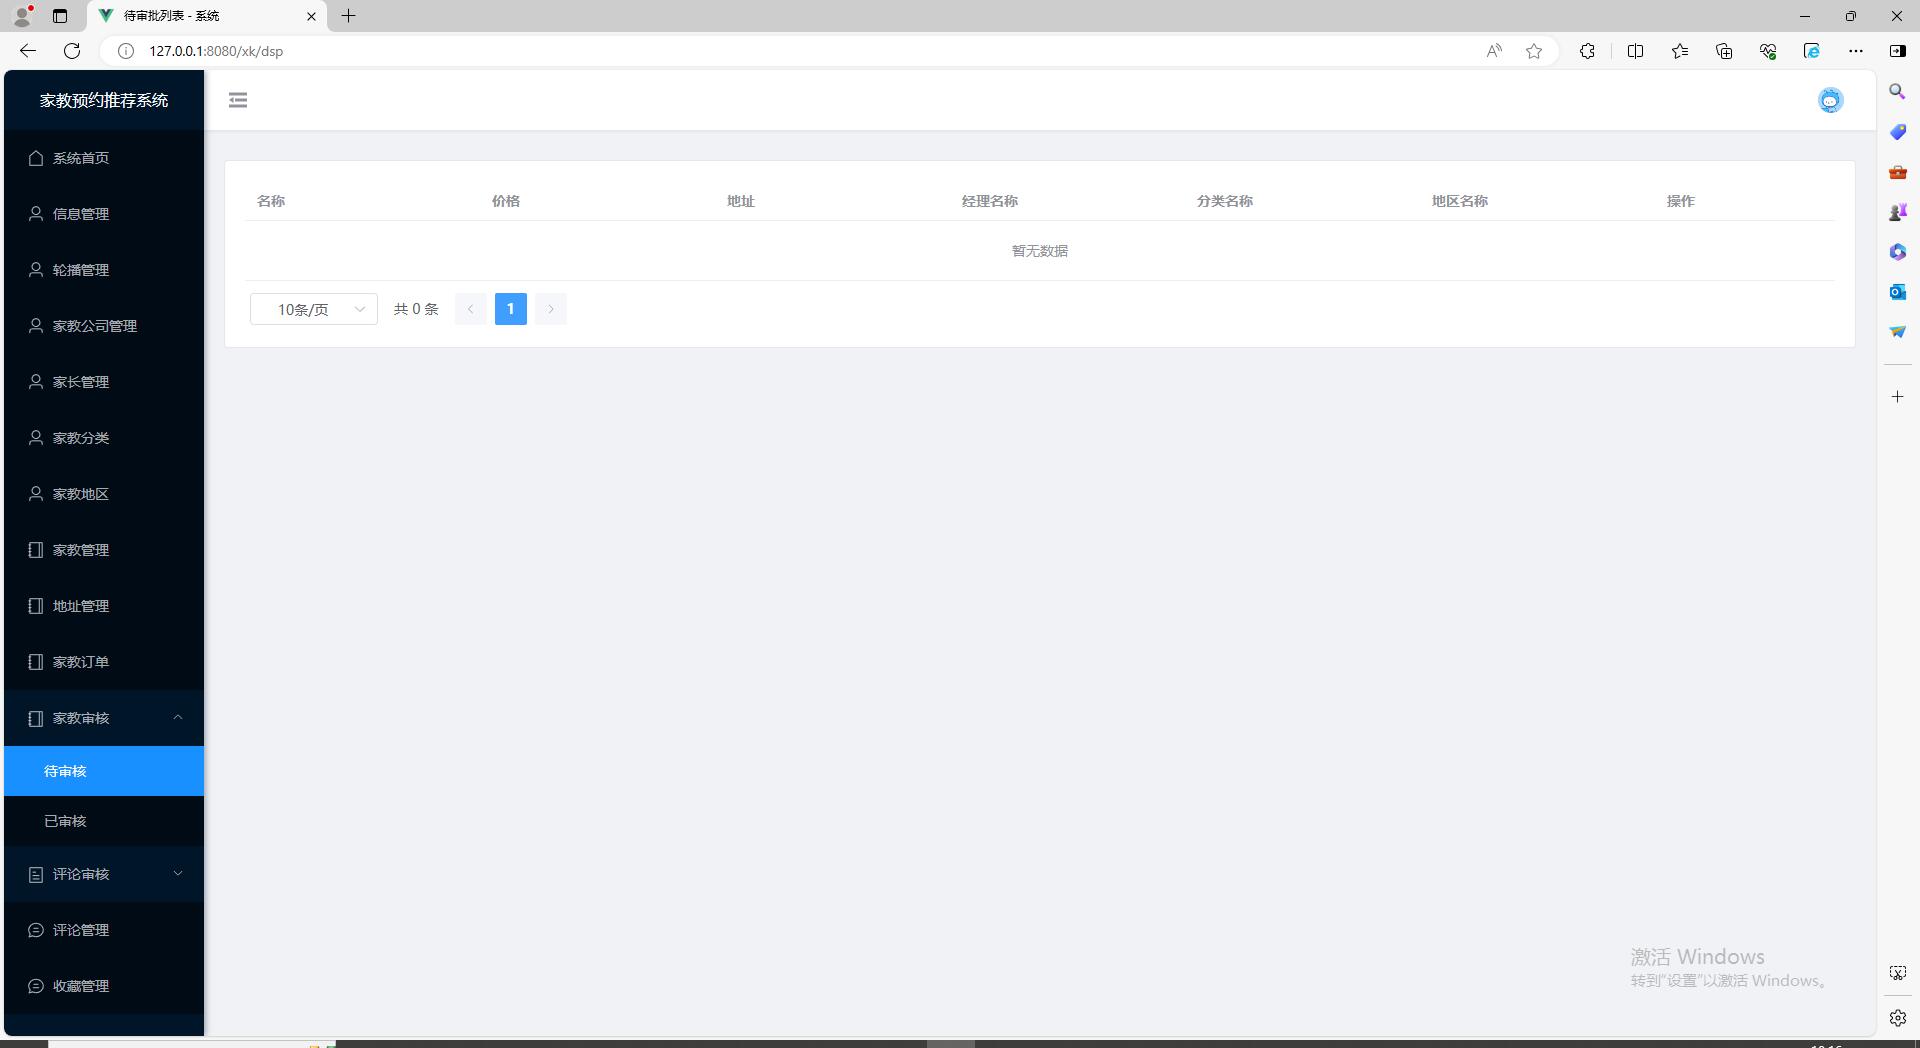 待审批列表 - 系统
127.0.0.1:8080/xk/dsp
家教预约推荐系统
系统首页
信息管理
轮播管理
家教公司管理
家长管理
家教分类
家教地区
家教管理
地址管理
家教订单
家教审核
待审核
已审核
评论审核
评论管理
收藏管理
名称 价格 地址 经理名称 分类名称 地区名称 操作
暂无数据
10条/页 共 0 条 1
激活 Windows
转到“设置”以激活 Windows。